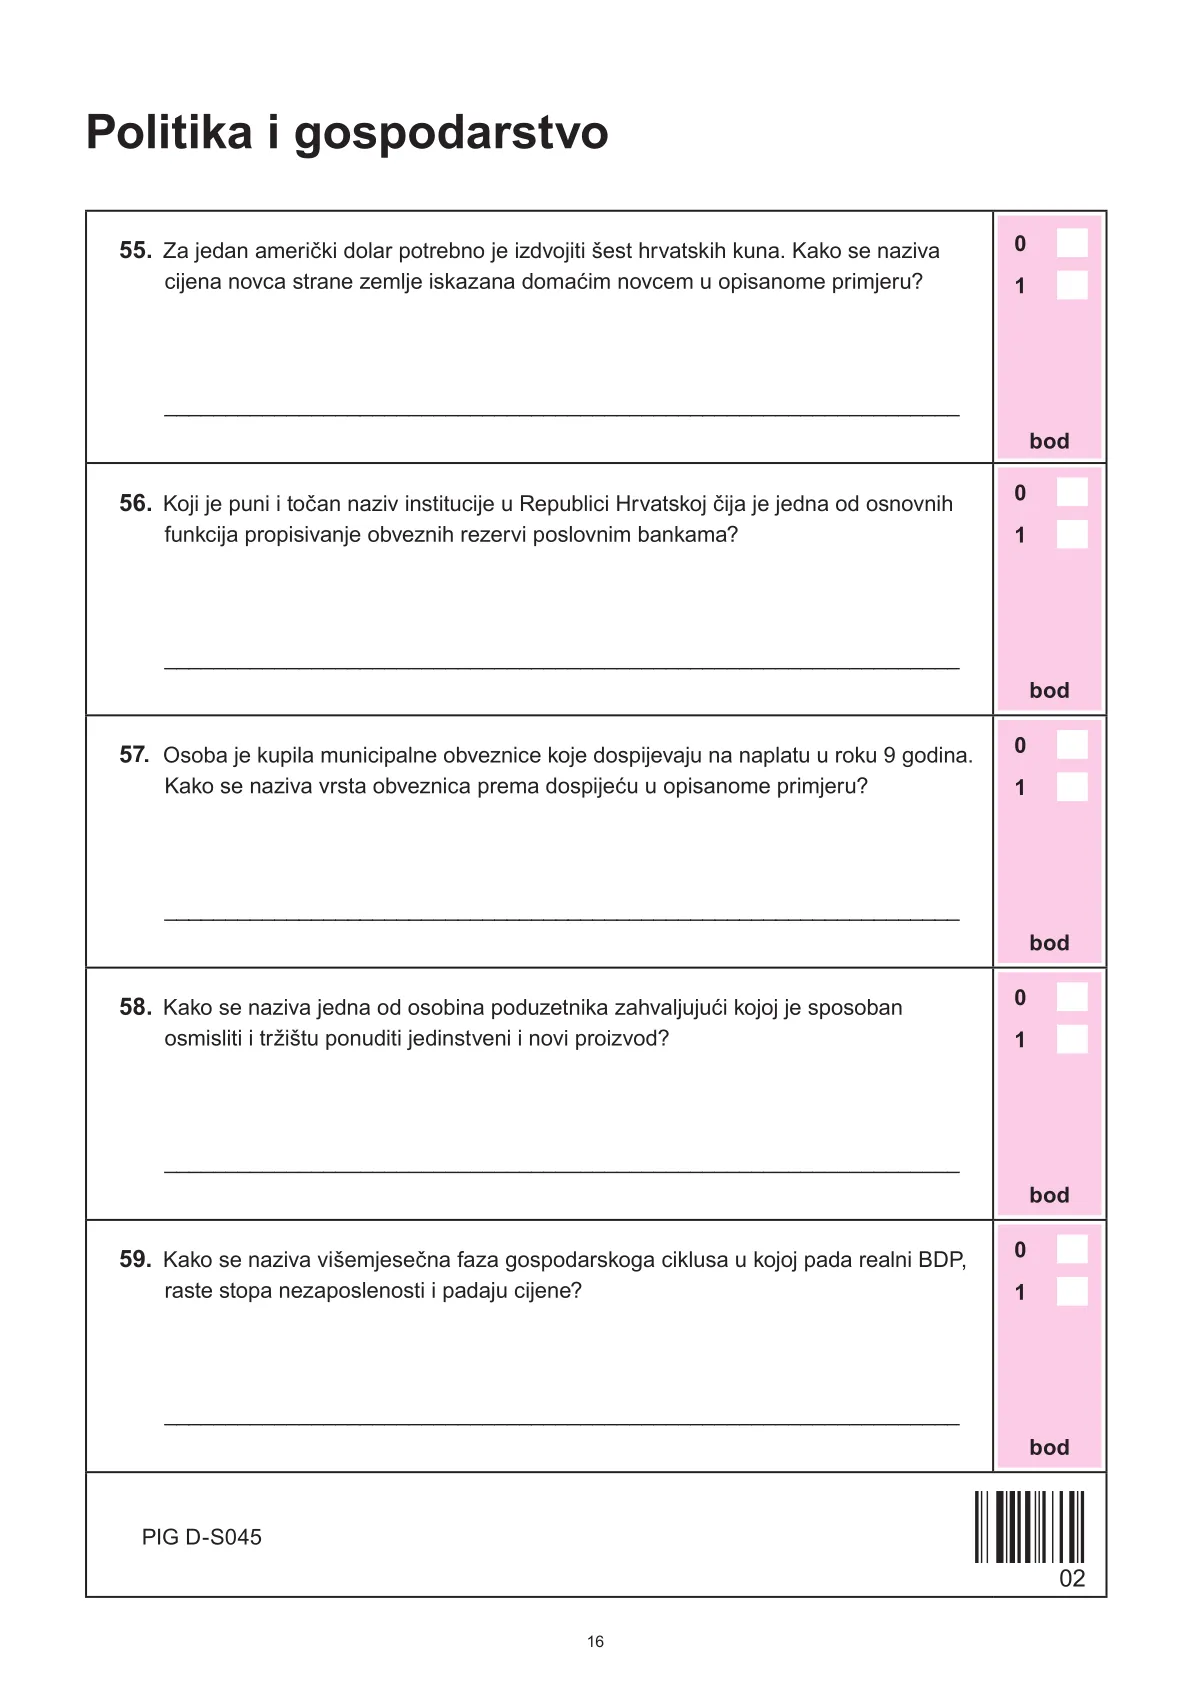 Politika i gospodarstvo
55. Za jedan američki dolar potrebno je izdvojiti šest hrvatskih kuna. Kako se naziva
cijena novca strane zemlje iskazana domaćim novcem u opisanome primjeru?
0
1
bod
56. Koji je puni i točan naziv institucije u Republici Hrvatskoj čija je jedna od osnovnih
funkcija propisivanje obveznih rezervi poslovnim bankama?
0
1
bod
57. Osoba je kupila municipalne obveznice koje dospijevaju na naplatu u roku 9 godina.
Kako se naziva vrsta obveznica prema dospijeću u opisanome primjeru?
0
1
bod
58. Kako se naziva jedna od osobina poduzetnika zahvaljujući kojoj je sposoban
osmisliti i tržištu ponuditi jedinstveni i novi proizvod?
0
1
bod
59. Kako se naziva višemjesečna faza gospodarskoga ciklusa u kojoj pada realni BDP,
raste stopa nezaposlenosti i padaju cijene?
0
1
bod
PIG D-S045
02
16